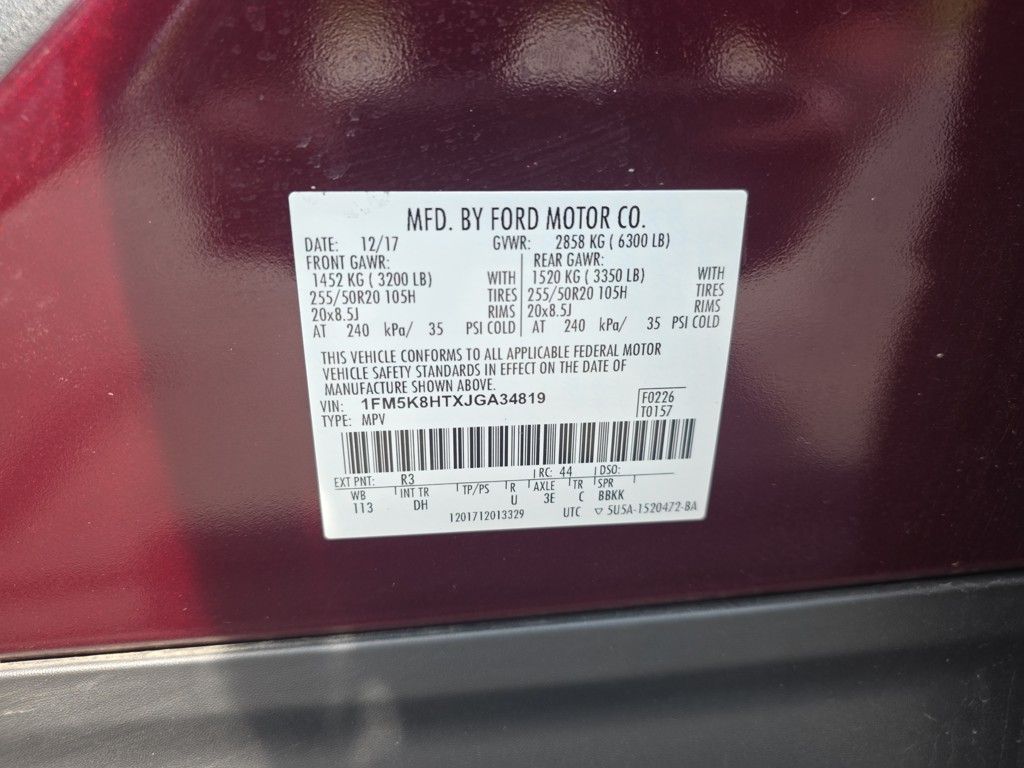 MFD. BY FORD MOTOR CO.
DATE: 12/17 GVWR: 2858 KG ( 6300 LB)
FRONT GAWR: REAR GAWR:
1452 KG ( 3200 LB) WITH 1520 KG ( 3350 LB) WITH
255/50R20 105H TIRES 255/50R20 105H TIRES
20x8.5J RIMS 20x8.5J RIMS
AT 240 kPa/ 35 PSI COLD AT 240 kPa/ 35 PSI COLD
THIS VEHICLE CONFORMS TO ALL APPLICABLE FEDERAL MOTOR
VEHICLE SAFETY STANDARDS IN EFFECT ON THE DATE OF
MANUFACTURE SHOWN ABOVE.
VIN: 1FM5K8HTXJGA34819 F0226
TYPE: MPV T0157
EXT PNT: R3 RC: 44 DSO:
WB INT TR TP/PS R AXLE TR SPR
113 DH U 3E C BBKK
1201712013329 UTC ▽ 5U5A-1520472-BA